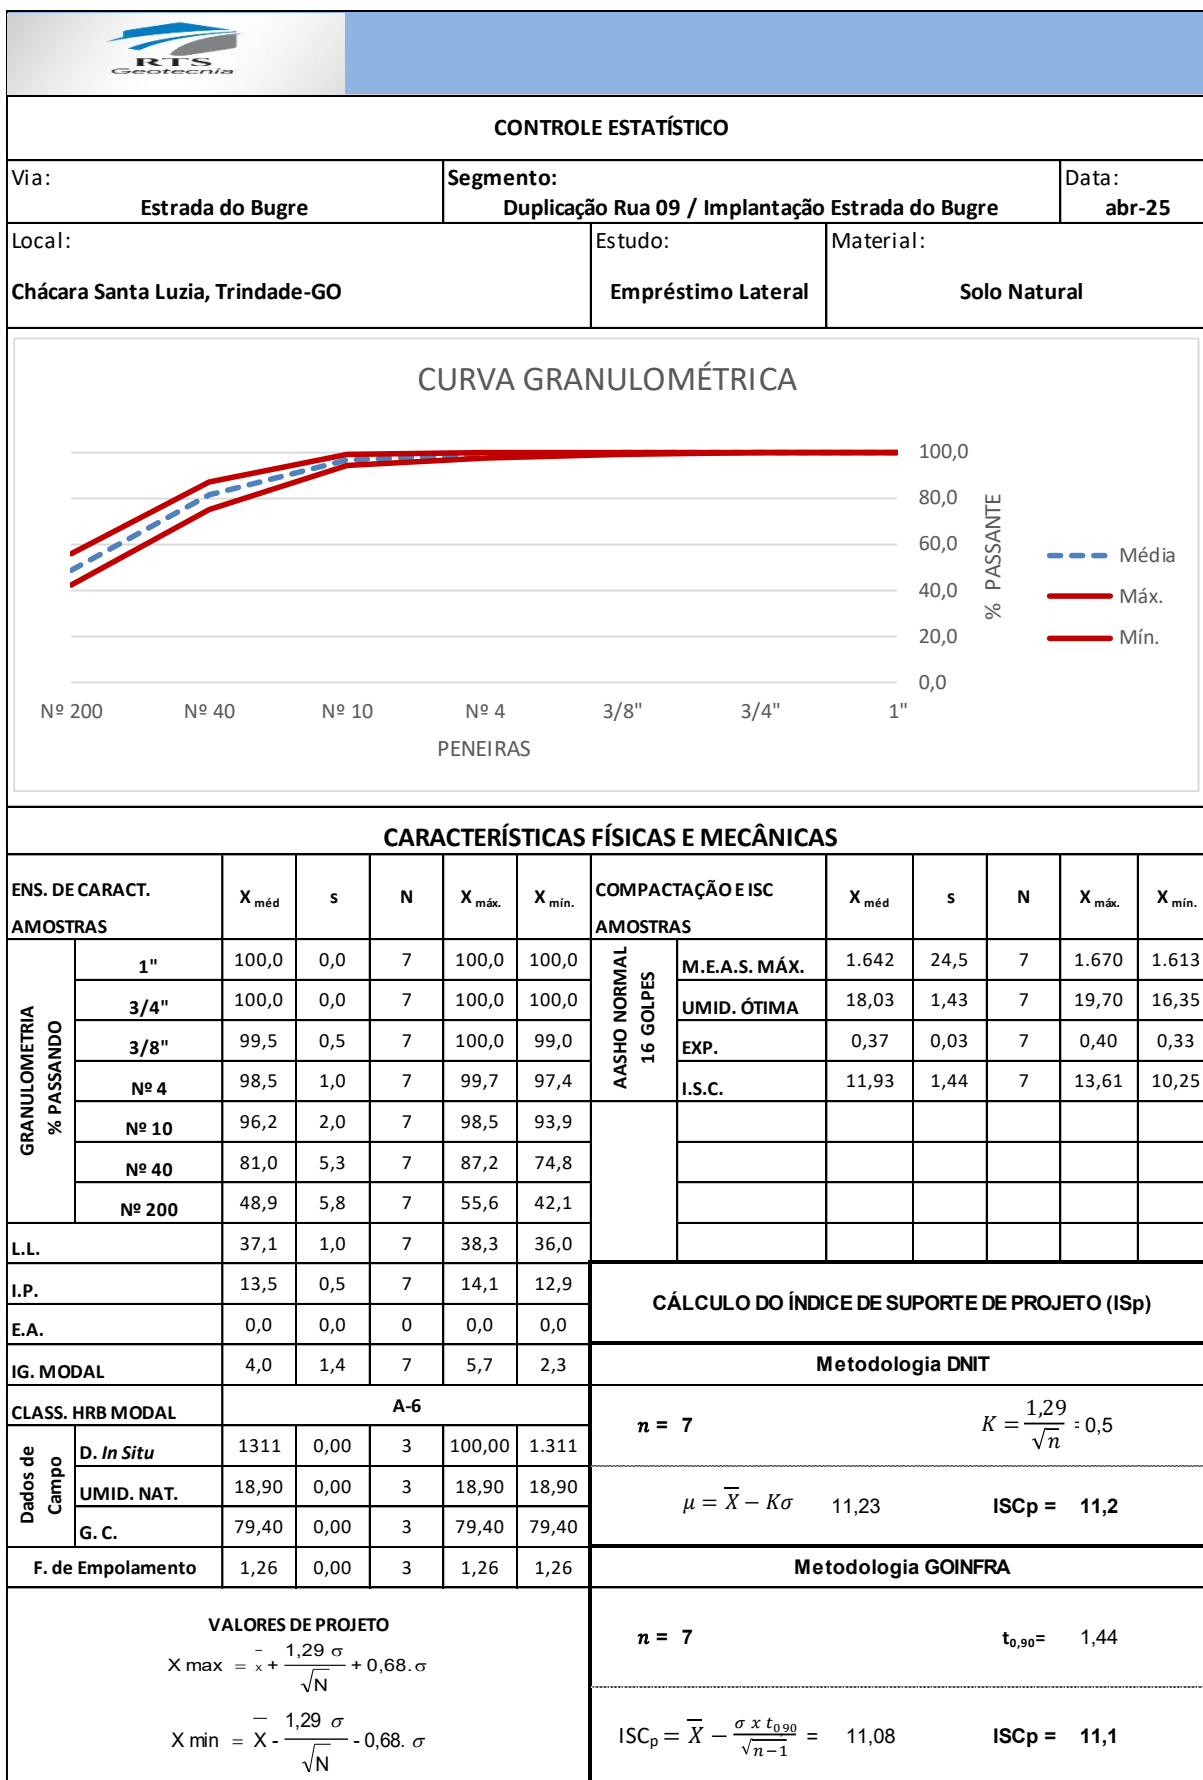 RTS
Geotecnia
CONTROLE ESTATÍSTICO
Via: Segmento: Data:
Estrada do Bugre Duplicação Rua 09 / Implantação Estrada do Bugre abr-25
Local: Estudo: Material:
Chácara Santa Luzia, Trindade-GO Empréstimo Lateral Solo Natural
CURVA GRANULOMÉTRICA
100,0
80,0
60,0
40,0
20,0
0,0
% PASSANTE
Média
Máx.
Mín.
Nº 200 Nº 40 Nº 10 Nº 4 3/8" 3/4" 1"
PENEIRAS
CARACTERÍSTICAS FÍSICAS E MECÂNICAS
ENS. DE CARACT. AMOSTRAS X méd s N X máx. X mín.
GRANULOMETRIA % PASSANDO
1" 100,0 0,0 7 100,0 100,0
3/4" 100,0 0,0 7 100,0 100,0
3/8" 99,5 0,5 7 100,0 99,0
Nº 4 98,5 1,0 7 99,7 97,4
Nº 10 96,2 2,0 7 98,5 93,9
Nº 40 81,0 5,3 7 87,2 74,8
Nº 200 48,9 5,8 7 55,6 42,1
L.L. 37,1 1,0 7 38,3 36,0
I.P. 13,5 0,5 7 14,1 12,9
E.A. 0,0 0,0 0 0,0 0,0
IG. MODAL 4,0 1,4 7 5,7 2,3
CLASS. HRB MODAL A-6
Dados de Campo
D. In Situ 1311 0,00 3 100,00 1.311
UMID. NAT. 18,90 0,00 3 18,90 18,90
G. C. 79,40 0,00 3 79,40 79,40
F. de Empolamento 1,26 0,00 3 1,26 1,26
VALORES DE PROJETO
X max = x̄ + 1,29 σ / √N + 0,68. σ
X min = X̄ - 1,29 σ / √N - 0,68. σ
COMPACTAÇÃO E ISC AMOSTRAS X méd s N X máx. X mín.
AASHO NORMAL 16 GOLPES
M.E.A.S. MÁX. 1.642 24,5 7 1.670 1.613
UMID. ÓTIMA 18,03 1,43 7 19,70 16,35
EXP. 0,37 0,03 7 0,40 0,33
I.S.C. 11,93 1,44 7 13,61 10,25
CÁLCULO DO ÍNDICE DE SUPORTE DE PROJETO (ISp)
Metodologia DNIT
n = 7 K = 1,29 / √n = 0,5
μ = X̄ − Kσ 11,23 ISCp = 11,2
Metodologia GOINFRA
n = 7 t0,90= 1,44
ISCp = X̄ − σ x t0,90 / √n−1 = 11,08 ISCp = 11,1